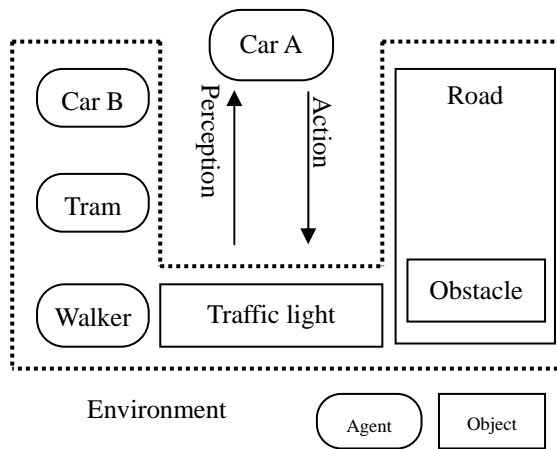 Car A
Car B
Perception
Action
Road
Tram
Obstacle
Walker
Traffic light
Environment
Agent
Object